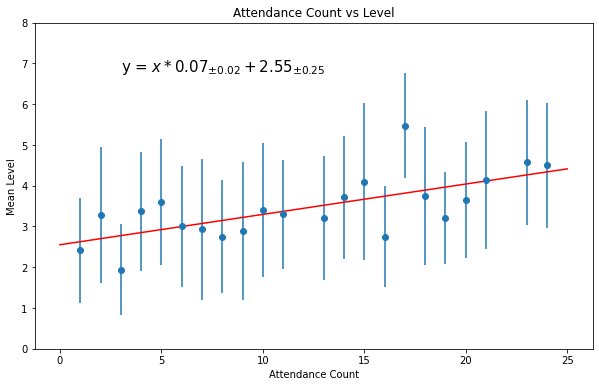 Attendance Count vs Level
8
7
6
5
4
3
2
1
0
Mean Level
y = x * 0.07±0.02 + 2.55±0.25
0 5 10 15 20 25
Attendance Count